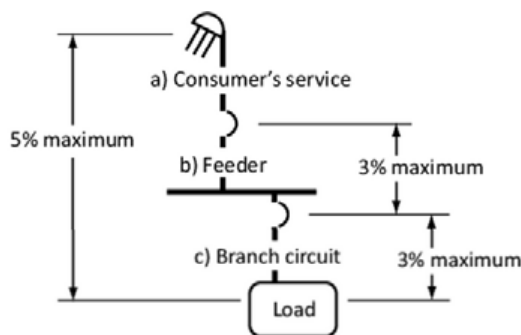 a) Consumer’s service
5% maximum
b) Feeder
3% maximum
c) Branch circuit
3% maximum
Load